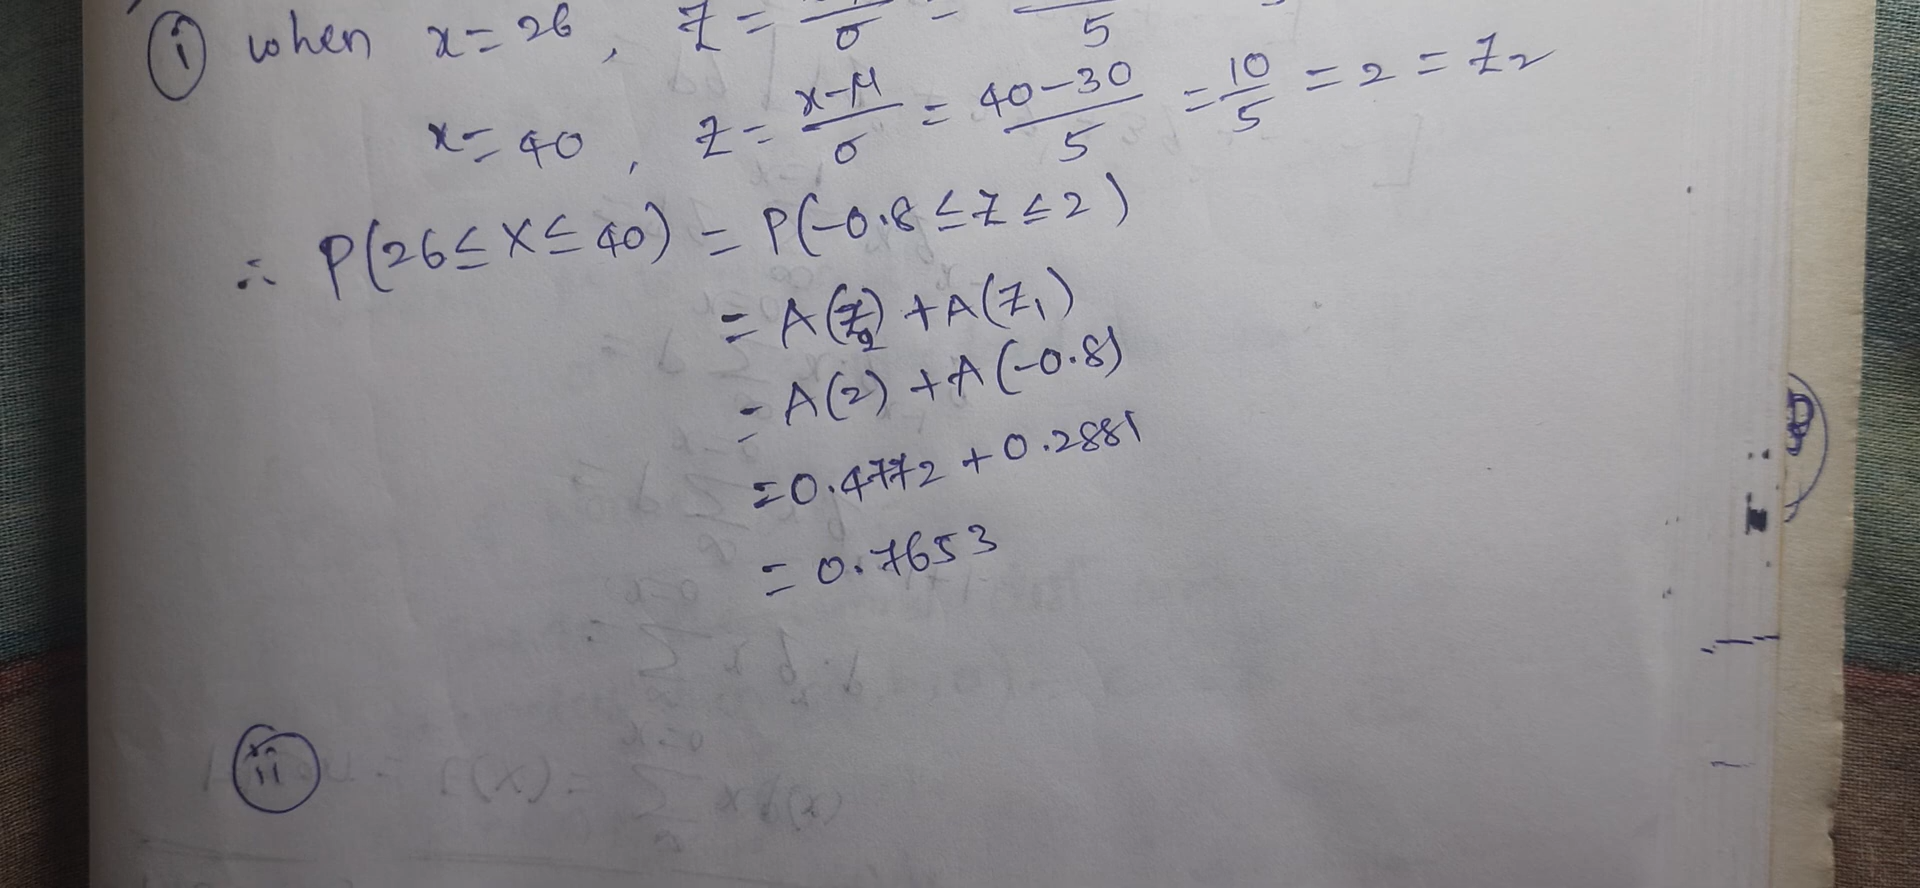 (i) when x = 26, z = — = — 
σ 5
x = 40, z = x-μ/σ = 40-30/5 = 10/5 = 2 = z₂
∴ P(26 ≤ X ≤ 40) = P(-0.8 ≤ z ≤ 2)
= A(z₂) + A(z₁)
= A(2) + A(-0.8)
= 0.4772 + 0.2881
= 0.7653
(ii)